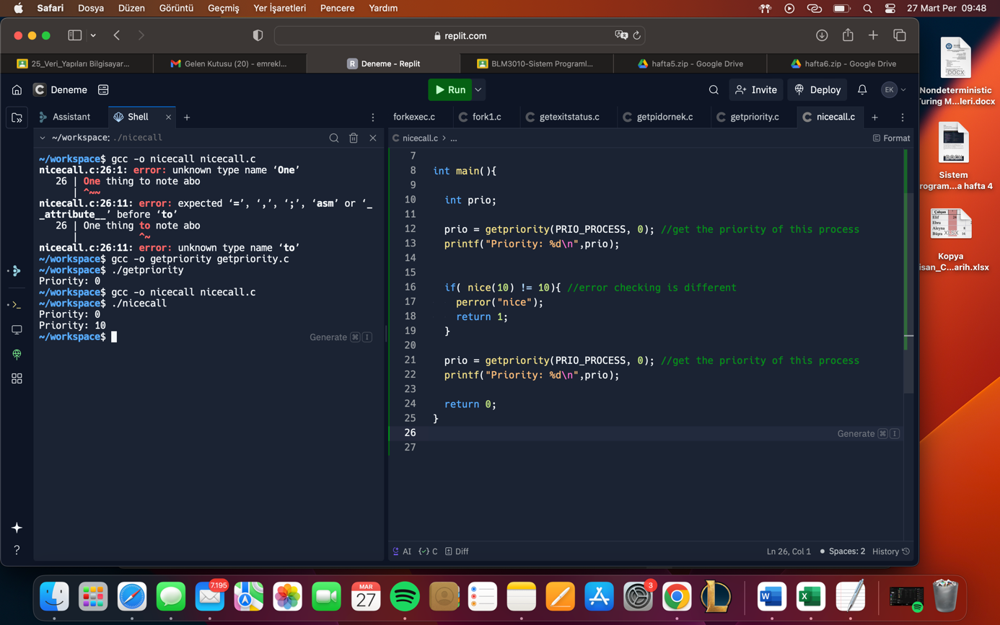 Safari Dosya Düzen Görüntü Geçmiş Yer İşaretleri Pencere Yardım 27 Mart Per 09:48
replit.com
25_Veri_Yapıları Bilgisayar... Gelen Kutusu (20) - emrekl... R Deneme - Replit BLM3010-Sistem Programl... hafta5.zip - Google Drive hafta6.zip - Google Drive
C Deneme Run Invite Deploy EK
Assistant Shell
forkexec.c fork1.c getexitstatus.c getpidornek.c getpriority.c nicecall.c
~/workspace: ./nicecall
nicecall.c > ... Format
~/workspace$ gcc -o nicecall nicecall.c
nicecall.c:26:1: error: unknown type name ‘One’
26 | One thing to note abo
| ^~~
nicecall.c:26:11: error: expected ‘=’, ‘,’, ‘;’, ‘asm’ or ‘_
_attribute__’ before ‘to’
26 | One thing to note abo
| ^~
nicecall.c:26:11: error: unknown type name ‘to’
~/workspace$ gcc -o getpriority getpriority.c
~/workspace$ ./getpriority
Priority: 0
~/workspace$ gcc -o nicecall nicecall.c
~/workspace$ ./nicecall
Priority: 0
Priority: 10
~/workspace$
Generate ⌘ I
7
8 int main(){
9
10 int prio;
11
12 prio = getpriority(PRIO_PROCESS, 0); //get the priority of this process
13 printf("Priority: %d\n",prio);
14
15
16 if( nice(10) != 10){ //error checking is different
17 perror("nice");
18 return 1;
19 }
20
21 prio = getpriority(PRIO_PROCESS, 0); //get the priority of this process
22 printf("Priority: %d\n",prio);
23
24 return 0;
25 }
26
Generate ⌘ I
27
AI C Diff Ln 26, Col 1 Spaces: 2 History
DOCX
Nondeterministic
Turing M...leri.docx
DOCX
Sistem
rogram...a hafta 4
XLSX
Kopya
isan_C...arih.xlsx
7.195
MAR
27
3
W
X